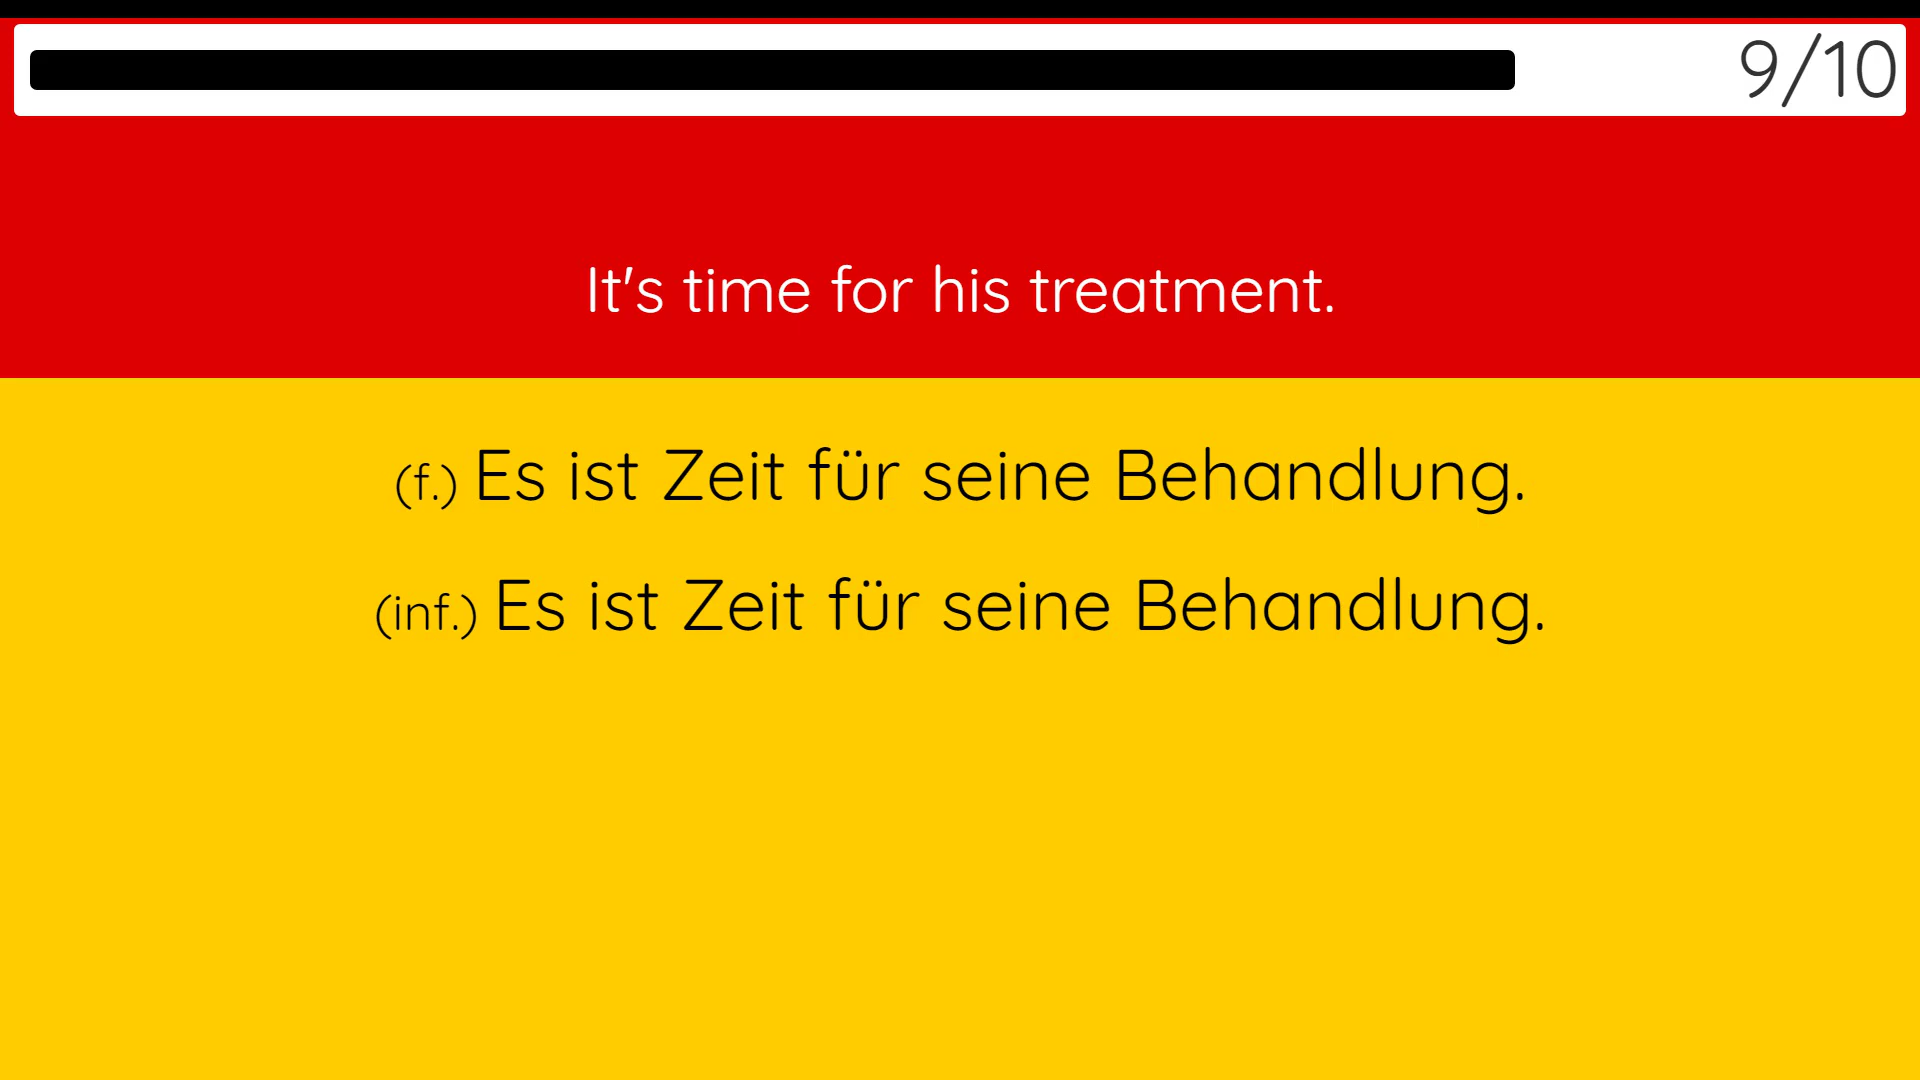 9/10
It's time for his treatment.
(f.) Es ist Zeit für seine Behandlung.
(inf.) Es ist Zeit für seine Behandlung.